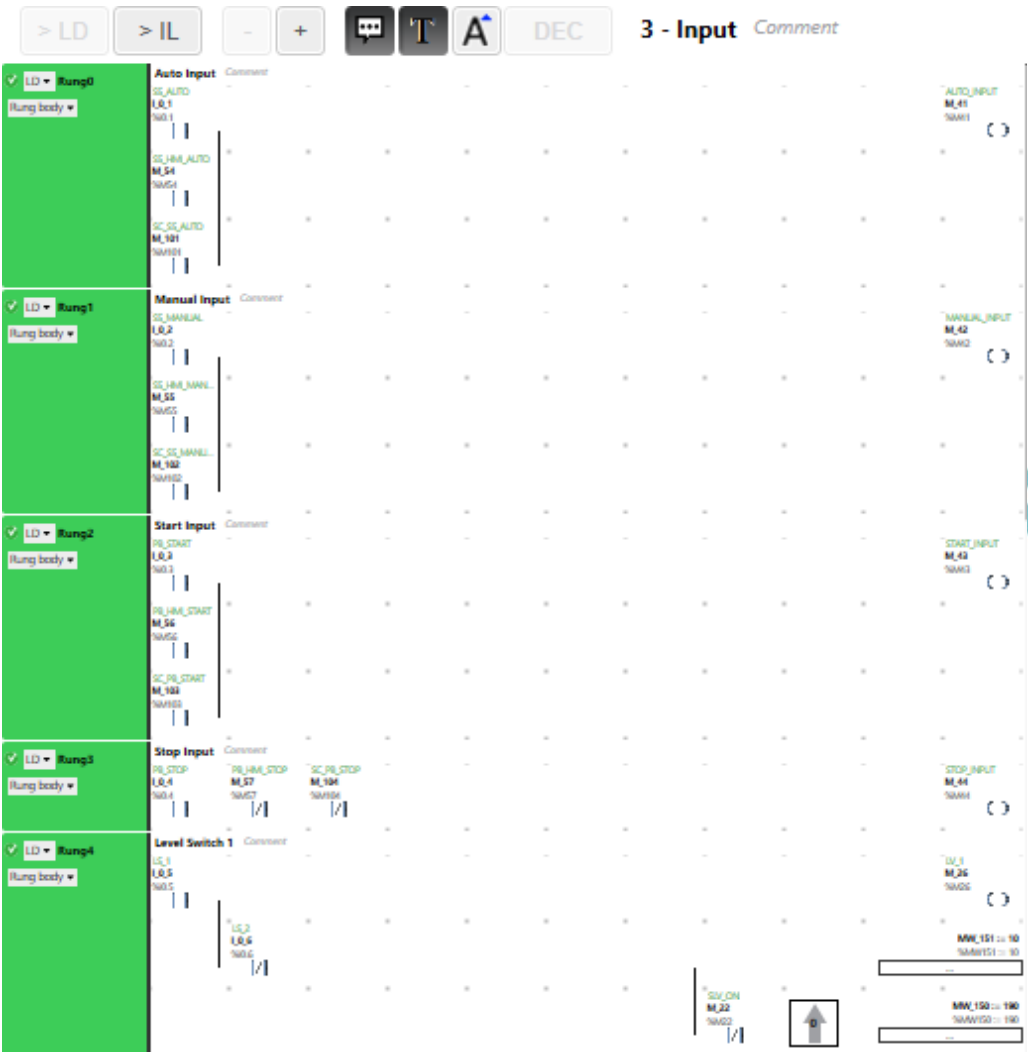 > LD > IL - + T A DEC 3 - Input Comment
LD Rung0
Rung body
Auto Input Comment
SS_AUTO
I_0_1
%I0.1
AUTO_INPUT
M_41
%M41
SS_HMI_AUTO
M_54
%M54
SC_SS_AUTO
M_101
%M101
LD Rung1
Rung body
Manual Input Comment
SS_MANUAL
I_0_2
%I0.2
MANUAL_INPUT
M_42
%M42
SS_HMI_MAN...
M_55
%M55
SC_SS_MANU...
M_102
%M102
LD Rung2
Rung body
Start Input Comment
PB_START
I_0_3
%I0.3
START_INPUT
M_43
%M43
PB_HMI_START
M_56
%M56
SC_PB_START
M_103
%M103
LD Rung3
Rung body
Stop Input Comment
PB_STOP PB_HMI_STOP SC_PB_STOP STOP_INPUT
I_0_4 M_57 M_104 M_44
%I0.4 %M57 %M104 %M44
LD Rung4
Rung body
Level Switch 1 Comment
LS_1
I_0_5
%I0.5
LV_1
M_26
%M26
LS_2
I_0_6
%I0.6
MW_151 := 10
%MW151 := 10
...
SLV_ON
M_22
%M22
D
MW_150 := 190
%MW150 := 190
...